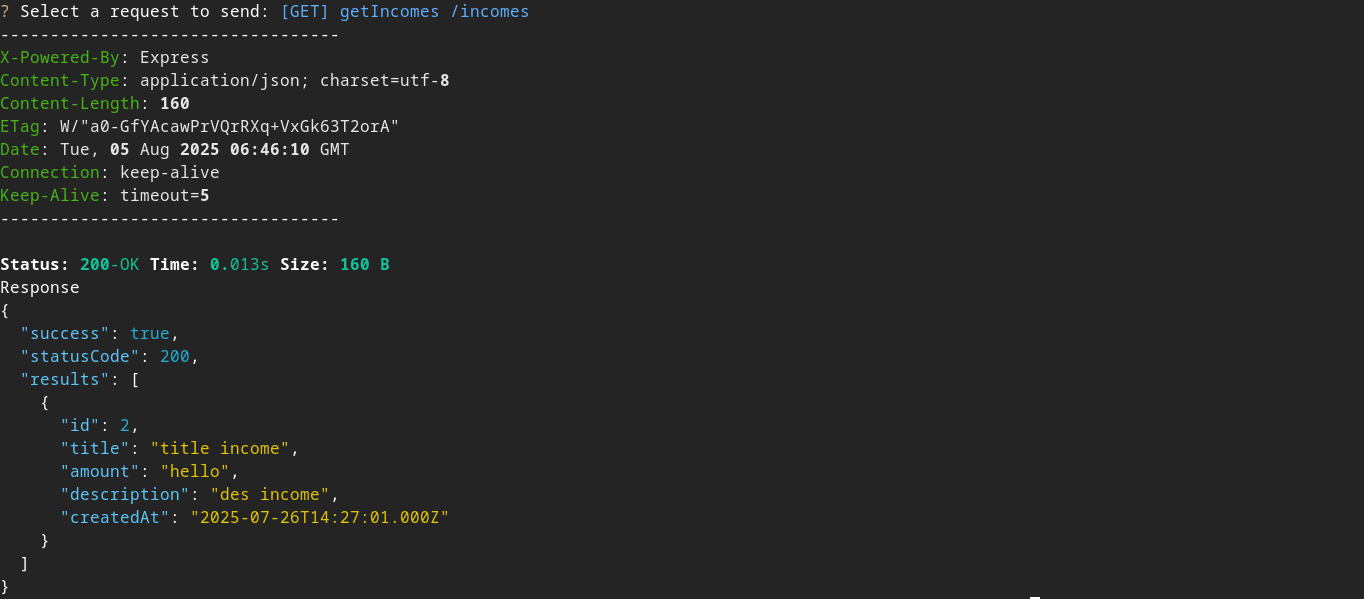 ? Select a request to send: [GET] getIncomes /incomes
----------------------------------
X-Powered-By: Express
Content-Type: application/json; charset=utf-8
Content-Length: 160
ETag: W/"a0-GfYAcawPrVQrRXq+VxGk63T2orA"
Date: Tue, 05 Aug 2025 06:46:10 GMT
Connection: keep-alive
Keep-Alive: timeout=5
----------------------------------
Status: 200-OK Time: 0.013s Size: 160 B
Response
{
  "success": true,
  "statusCode": 200,
  "results": [
    {
      "id": 2,
      "title": "title income",
      "amount": "hello",
      "description": "des income",
      "createdAt": "2025-07-26T14:27:01.000Z"
    }
  ]
}